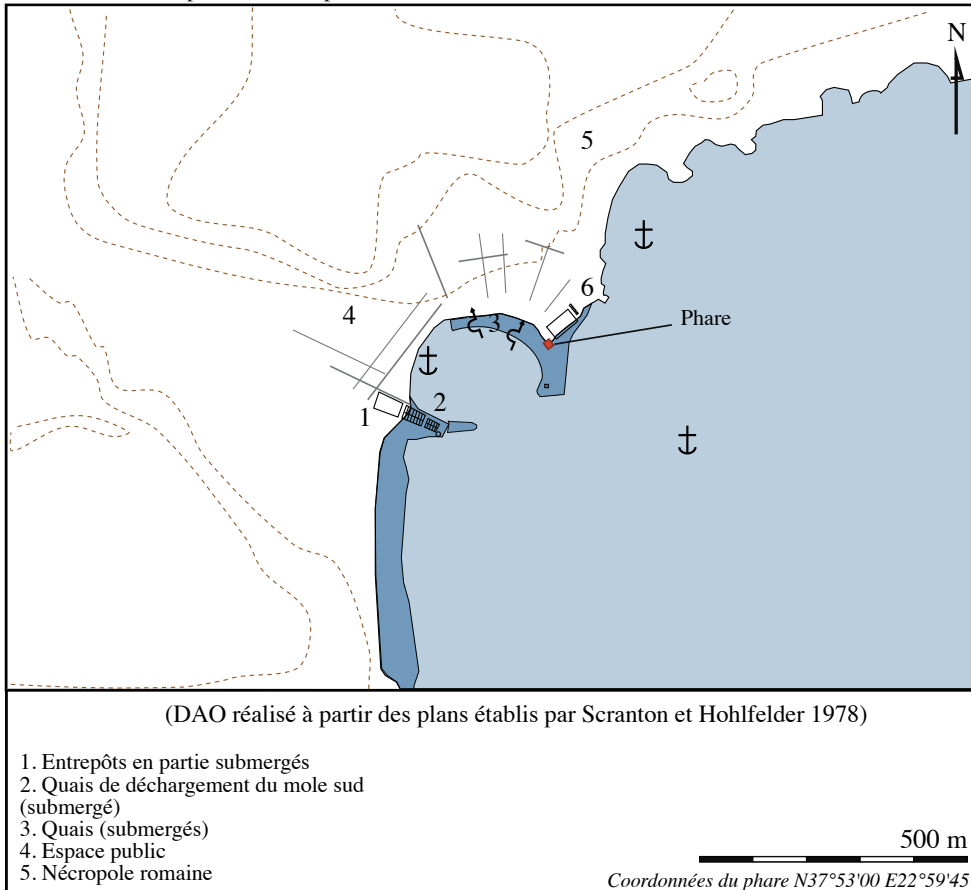 N
5
6
4
3
Phare
2
1
(DAO réalisé à partir des plans établis par Scranton et Hohlfelder 1978)
1. Entrepôts en partie submergés
2. Quais de déchargement du mole sud
(submergé)
3. Quais (submergés)
4. Espace public
5. Nécropole romaine
500 m
Coordonnées du phare N37°53'00 E22°59'45